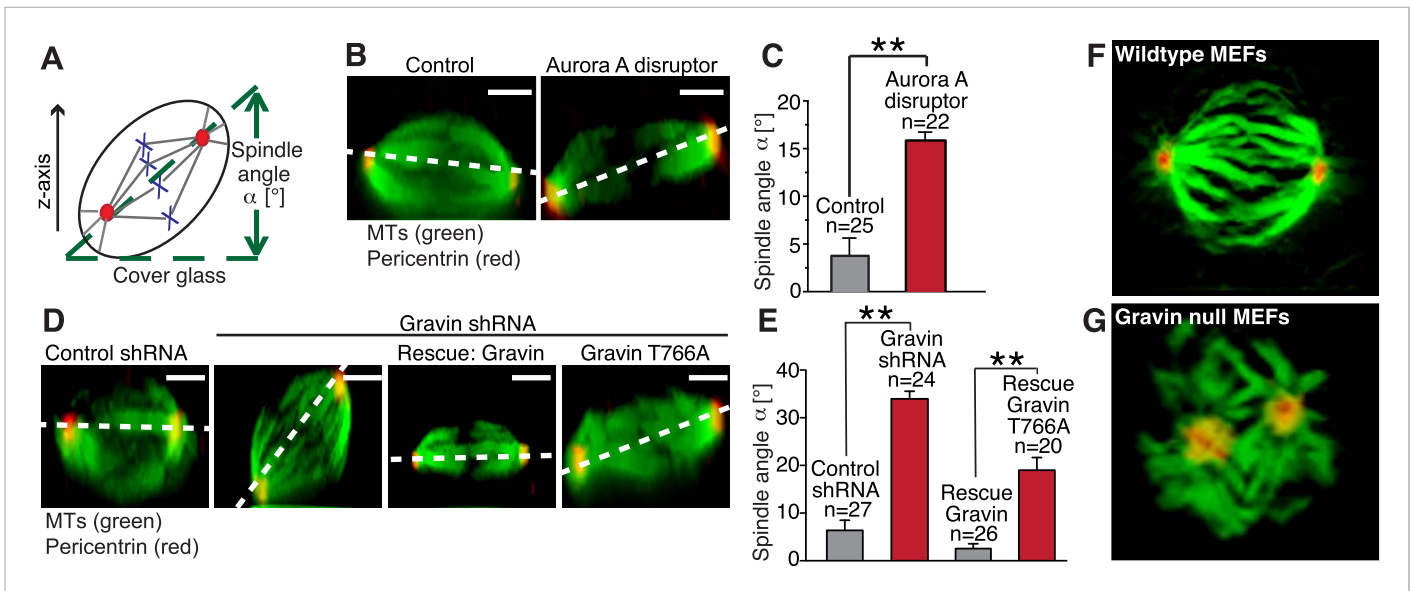 A
z-axis
Spindle
angle
α [°]
Cover glass
B
Control
Aurora A disruptor
MTs (green)
Pericentrin (red)
C
**
Aurora A
disruptor
n=22
Control
n=25
Spindle angle α [°]
20
15
10
5
0
D
Gravin shRNA
Control shRNA
Rescue: Gravin
Gravin T766A
MTs (green)
Pericentrin (red)
E
**
Gravin
shRNA
n=24
**
Rescue
Gravin
T766A
n=20
Control
shRNA
n=27
Rescue
Gravin
n=26
Spindle angle α [°]
40
30
20
10
0
F
Wildtype MEFs
G
Gravin null MEFs